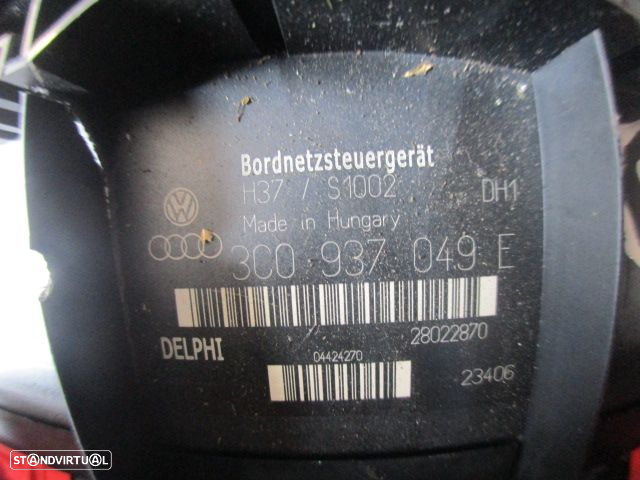 Bordnetzsteuergerät
H37 / S1002 DH1
Made in Hungary
3C0 937 049 E
DELPHI 28022870
04424270
23406
STANDVIRTUAL